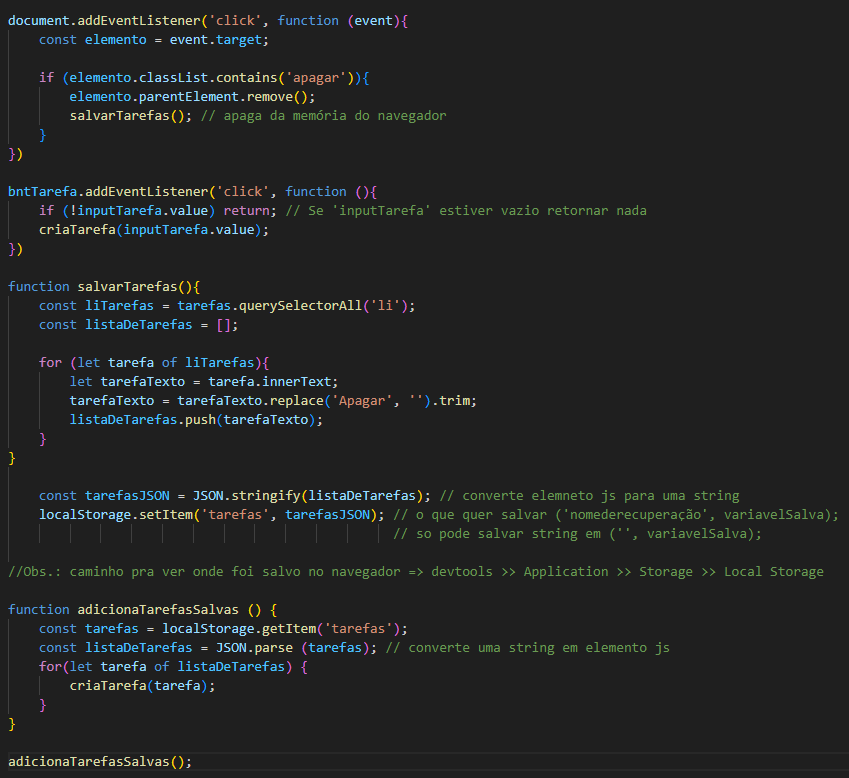 document.addEventListener('click', function (event){
    const elemento = event.target;
    if (elemento.classList.contains('apagar')){
        elemento.parentElement.remove();
        salvarTarefas(); // apaga da memória do navegador
    }
})
bntTarefa.addEventListener('click', function (){
    if (!inputTarefa.value) return; // Se 'inputTarefa' estiver vazio retornar nada
    criaTarefa(inputTarefa.value);
})
function salvarTarefas(){
    const liTarefas = tarefas.querySelectorAll('li');
    const listaDeTarefas = [];
    for (let tarefa of liTarefas){
        let tarefaTexto = tarefa.innerText;
        tarefaTexto = tarefaTexto.replace('Apagar', '').trim;
        listaDeTarefas.push(tarefaTexto);
    }
}
    const tarefasJSON = JSON.stringify(listaDeTarefas); // converte elemneto js para uma string
    localStorage.setItem('tarefas', tarefasJSON); // o que quer salvar ('nomederecuperação', variavelSalva);
                                                  // so pode salvar string em ('', variavelSalva);
//Obs.: caminho pra ver onde foi salvo no navegador => devtools >> Application >> Storage >> Local Storage
function adicionaTarefasSalvas () {
    const tarefas = localStorage.getItem('tarefas');
    const listaDeTarefas = JSON.parse (tarefas); // converte uma string em elemento js
    for(let tarefa of listaDeTarefas) {
        criaTarefa(tarefa);
    }
}
adicionaTarefasSalvas();